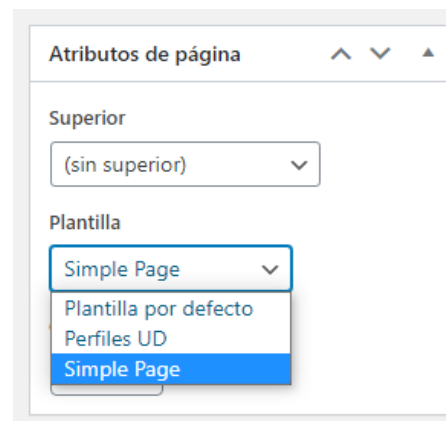 Atributos de página
Superior
(sin superior)
Plantilla
Simple Page
Plantilla por defecto
Perfiles UD
Simple Page